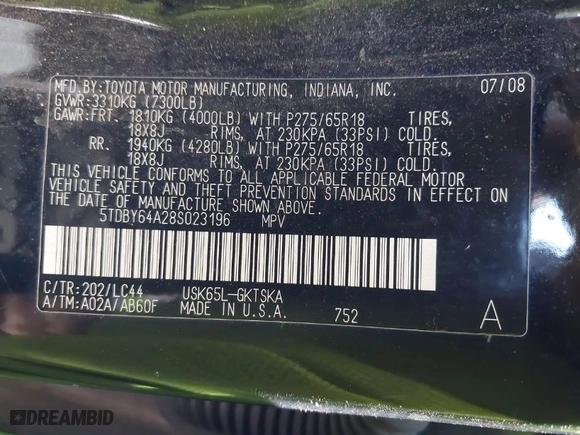 MFD.BY:TOYOTA MOTOR MANUFACTURING, INDIANA, INC. 07/08
GVWR:3310KG (7300LB)
GAWR:FRT. 1810KG (4000LB) WITH P275/65R18 TIRES,
18X8J RIMS, AT 230KPA (33PSI) COLD.
RR. 1940KG (4280LB) WITH P275/65R18 TIRES,
18X8J RIMS, AT 230KPA (33PSI) COLD.
THIS VEHICLE CONFORMS TO ALL APPLICABLE FEDERAL MOTOR
VEHICLE SAFETY AND THEFT PREVENTION STANDARDS IN EFFECT ON
THE DATE OF MANUFACTURE SHOWN ABOVE.
5TDBY64A28S023196 MPV
C/TR:202/LC44 USK65L-GKTSKA
A/TM:A02A/AB60F MADE IN U.S.A. 752 A
DREAMBID